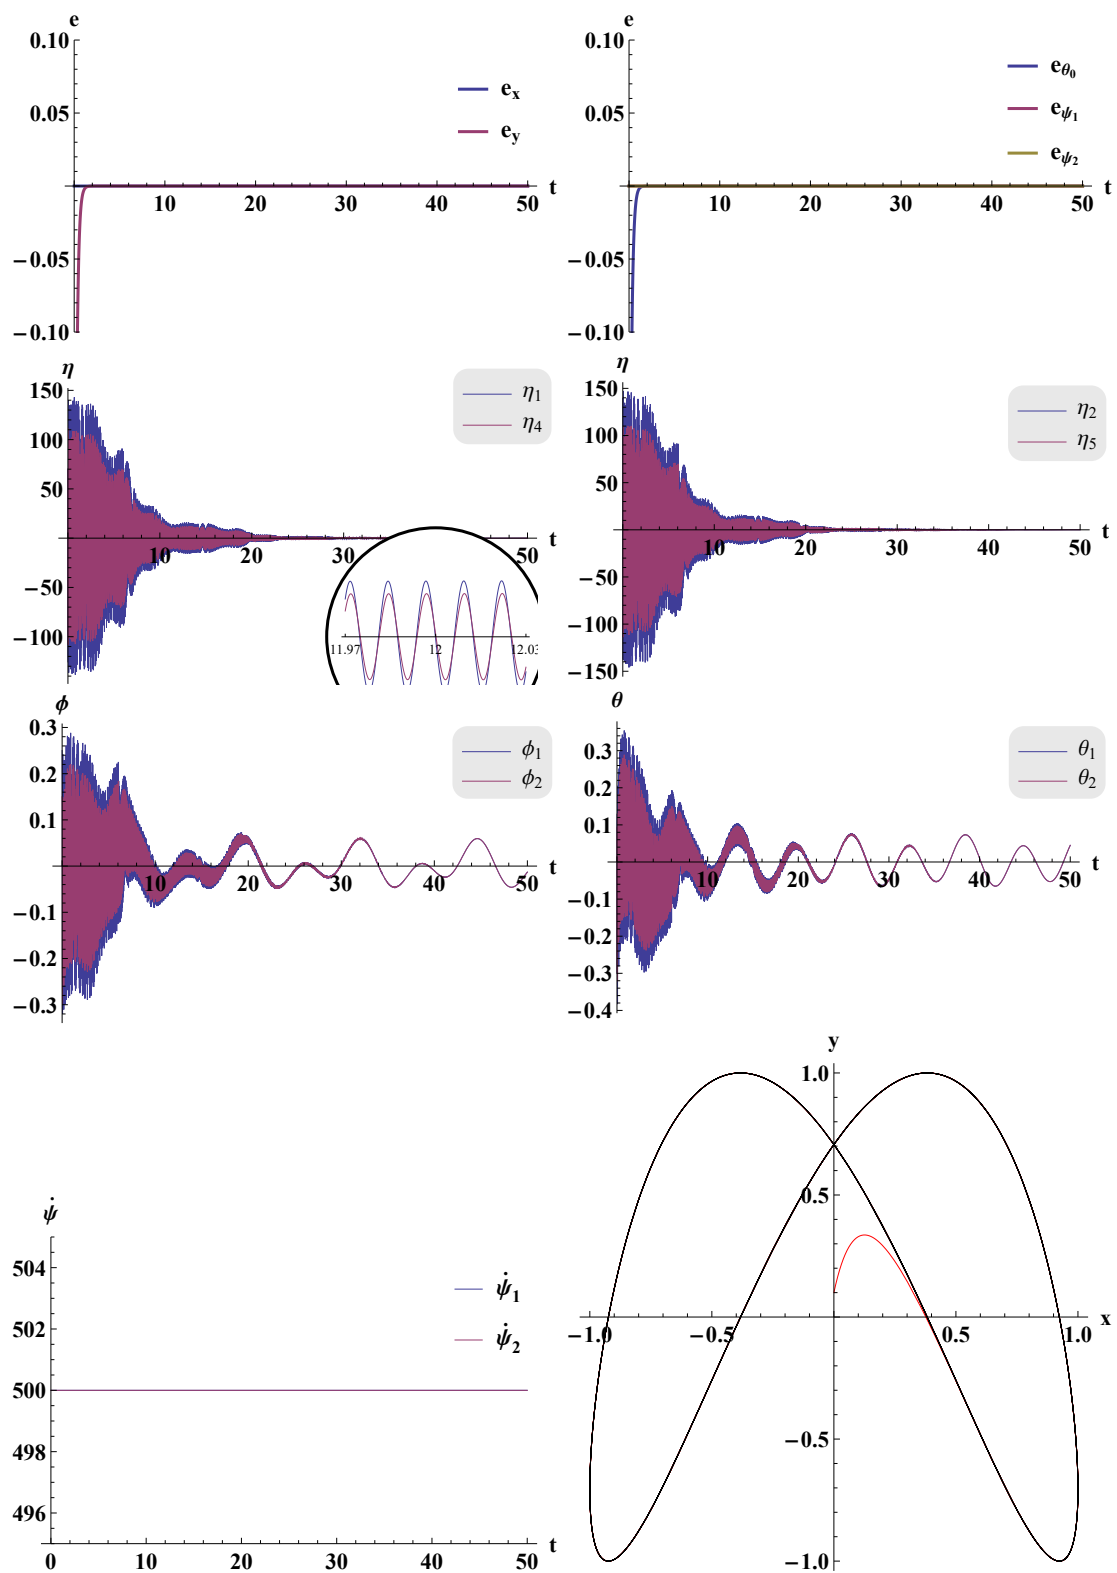 e
0.10
0.05
−0.05
−0.10
10 20 30 40 50 t
e_x
e_y
e
0.10
0.05
−0.05
−0.10
10 20 30 40 50 t
e_θ₀
e_ψ₁
e_ψ₂
η
150
100
50
−50
−100
10 20 30 50 t
η₁
η₄
11.97 12 12.03
η
150
100
50
−50
−100
−150
10 20 30 40 50 t
η₂
η₅
ϕ
0.3
0.2
0.1
−0.1
−0.2
−0.3
10 20 30 40 50 t
ϕ₁
ϕ₂
θ
0.3
0.2
0.1
−0.1
−0.2
−0.3
−0.4
10 20 30 40 50 t
θ₁
θ₂
ψ̇
504
502
500
498
496
0 10 20 30 40 50 t
ψ̇₁
ψ̇₂
y
1.0
0.5
−0.5
−1.0
−1.0 −0.5 0.5 1.0 x